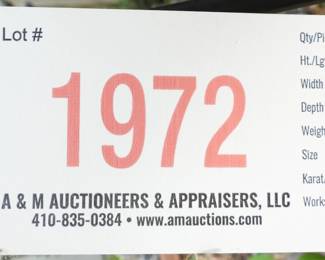 Lot #
1972
A & M AUCTIONEERS & APPRAISERS, LLC
410-835-0384 • www.amauctions.com
Qty/Pi
Ht./Lg
Width
Depth
Weigh
Size
Karat/
Works